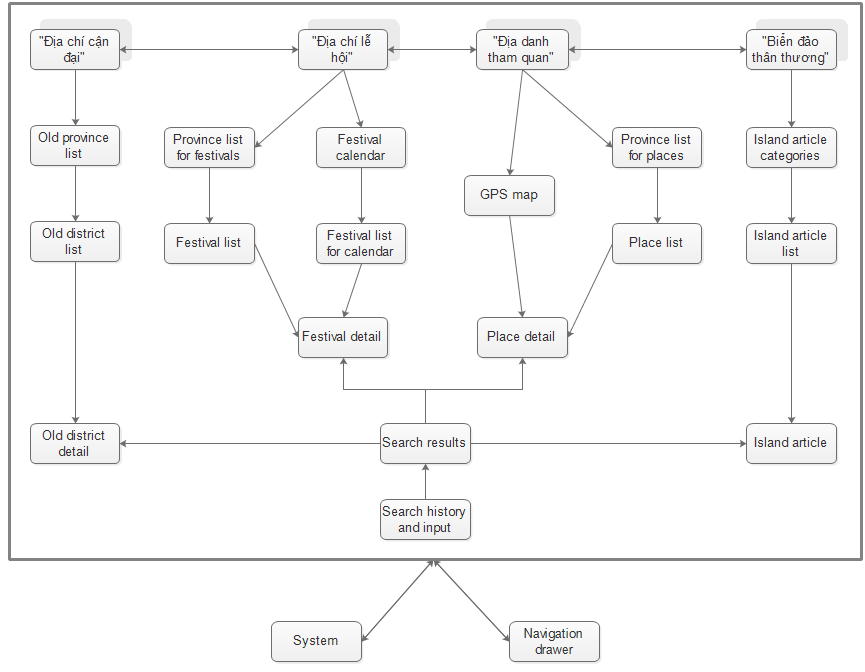 "Địa chí cận
đại"
"Địa chí lễ
hội"
"Địa danh
tham quan"
"Biển đảo
thân thương"
Old province
list
Province list
for festivals
Festival
calendar
GPS map
Province list
for places
Island article
categories
Old district
list
Festival list
Festival list
for calendar
Place list
Island article
list
Festival detail
Place detail
Old district
detail
Search results
Island article
Search history
and input
System
Navigation
drawer